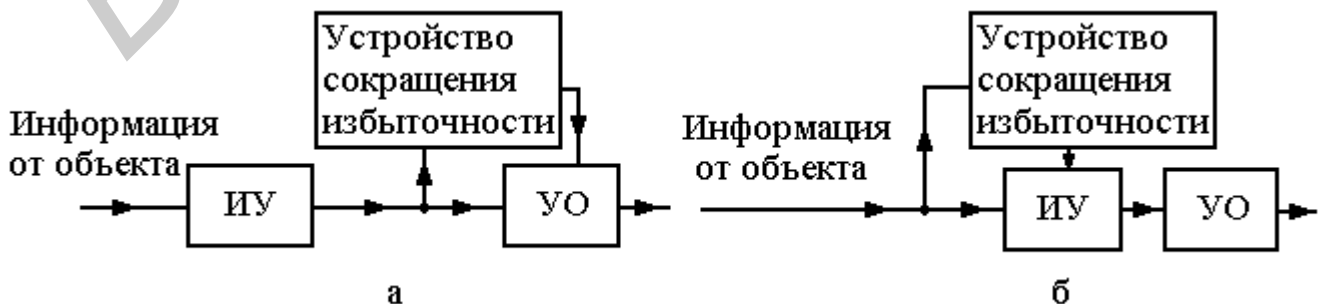 Устройство
сокращения
избыточности
Информация
от объекта
ИУ
УО
а
Устройство
сокращения
избыточности
Информация
от объекта
ИУ
УО
б